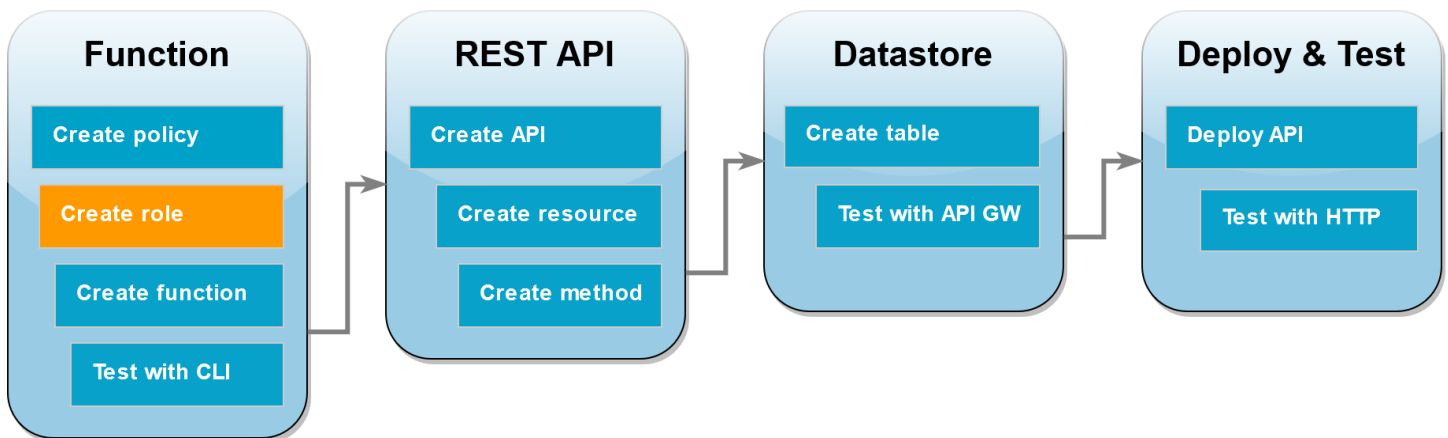 Function
Create policy
Create role
Create function
Test with CLI
REST API
Create API
Create resource
Create method
Datastore
Create table
Test with API GW
Deploy & Test
Deploy API
Test with HTTP